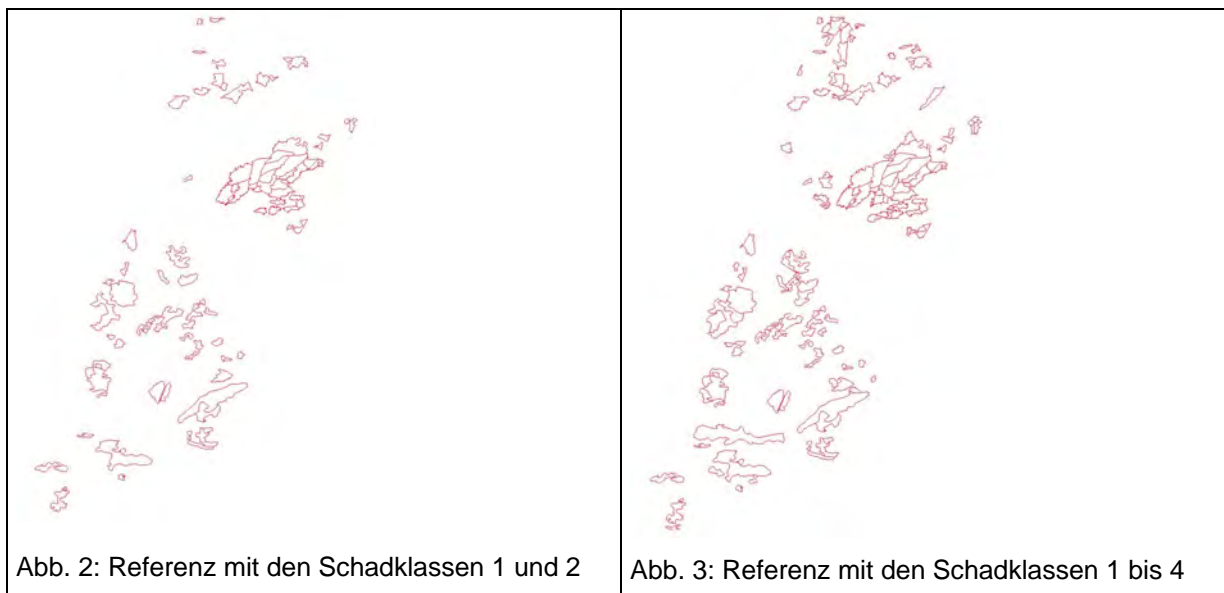 Abb. 2: Referenz mit den Schadklassen 1 und 2
Abb. 3: Referenz mit den Schadklassen 1 bis 4